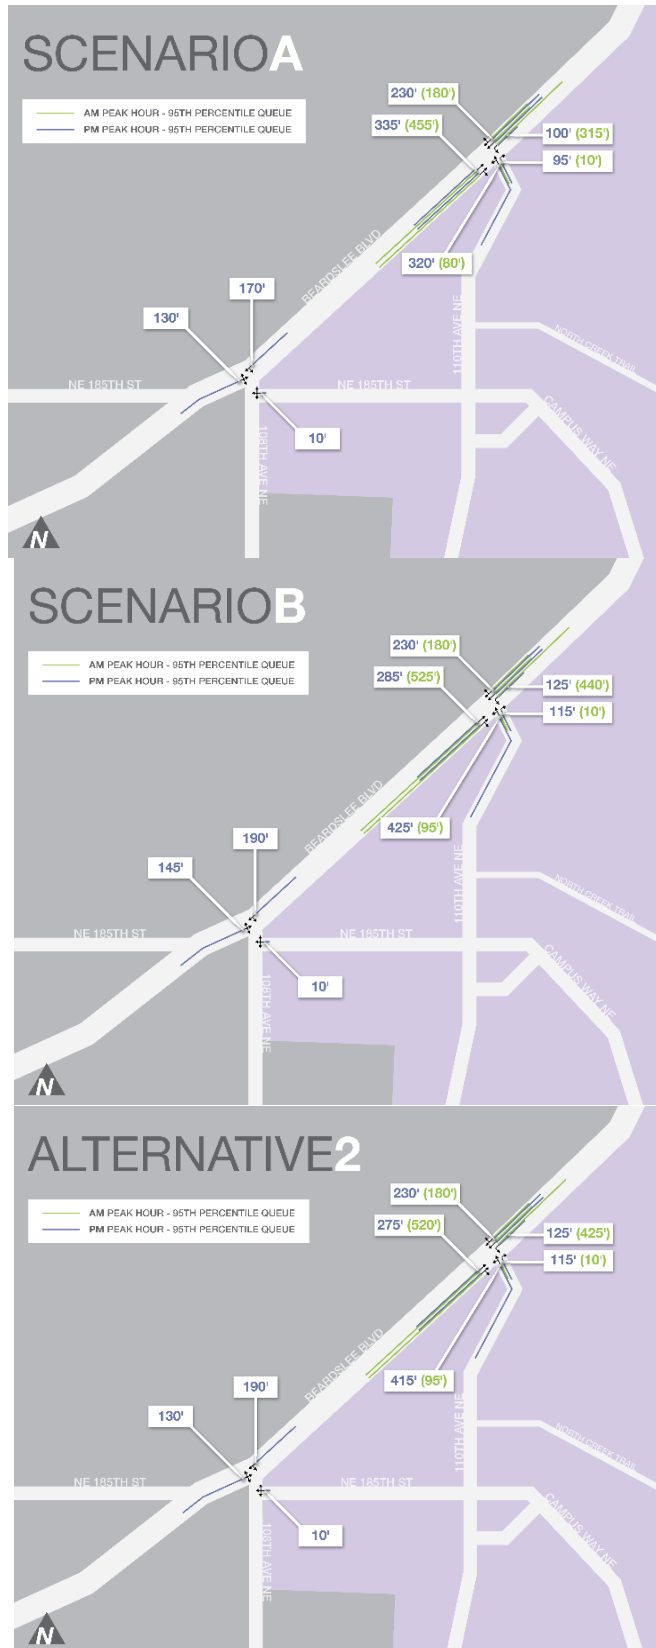 SCENARIOA
AM PEAK HOUR - 95TH PERCENTILE QUEUE
PM PEAK HOUR - 95TH PERCENTILE QUEUE
230' (180')
335' (455')
100' (315')
95' (10')
320' (80')
BEARDSLEE BLVD
170'
130'
110TH AVE NE
NORTH CREEK TRAIL
NE 185TH ST
NE 185TH ST
CAMPUS WAY NE
10'
108TH AVE NE
N
SCENARIOB
AM PEAK HOUR - 95TH PERCENTILE QUEUE
PM PEAK HOUR - 95TH PERCENTILE QUEUE
230' (180')
285' (525')
125' (440')
115' (10')
425' (95')
BEARDSLEE BLVD
190'
145'
110TH AVE NE
NORTH CREEK TRAIL
NE 185TH ST
NE 185TH ST
CAMPUS WAY NE
10'
108TH AVE NE
N
ALTERNATIVE2
AM PEAK HOUR - 95TH PERCENTILE QUEUE
PM PEAK HOUR - 95TH PERCENTILE QUEUE
230' (180')
275' (520')
125' (425')
115' (10')
415' (95')
BEARDSLEE BLVD
190'
130'
110TH AVE NE
NORTH CREEK TRAIL
NE 185TH ST
NE 185TH ST
CAMPUS WAY NE
10'
108TH AVE NE
N